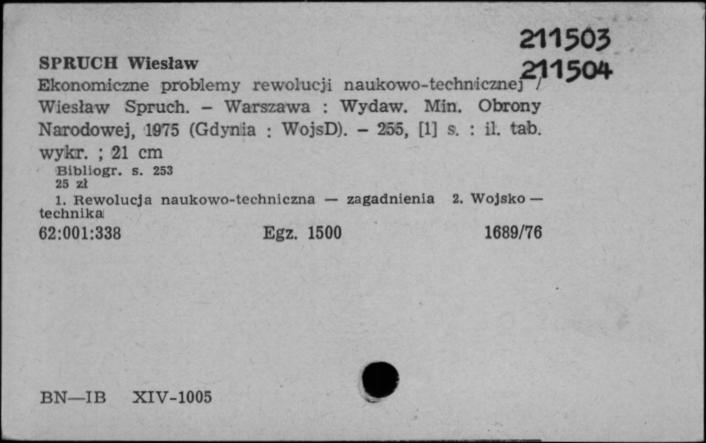 211503
SPRUCH Wiesław
211504
Ekonomiczne problemy rewolucji naukowo-technicznej /
Wiesław Spruch. – Warszawa : Wydaw. Min. Obrony
Narodowej, 1975 (Gdynia : WojsD). – 255, [1] s. : il. tab.
wykr. ; 21 cm
Bibliogr. s. 253
25 zł
1. Rewolucja naukowo-techniczna — zagadnienia 2. Wojsko —
technika
62:001:338 Egz. 1500 1689/76
BN—IB XIV-1005